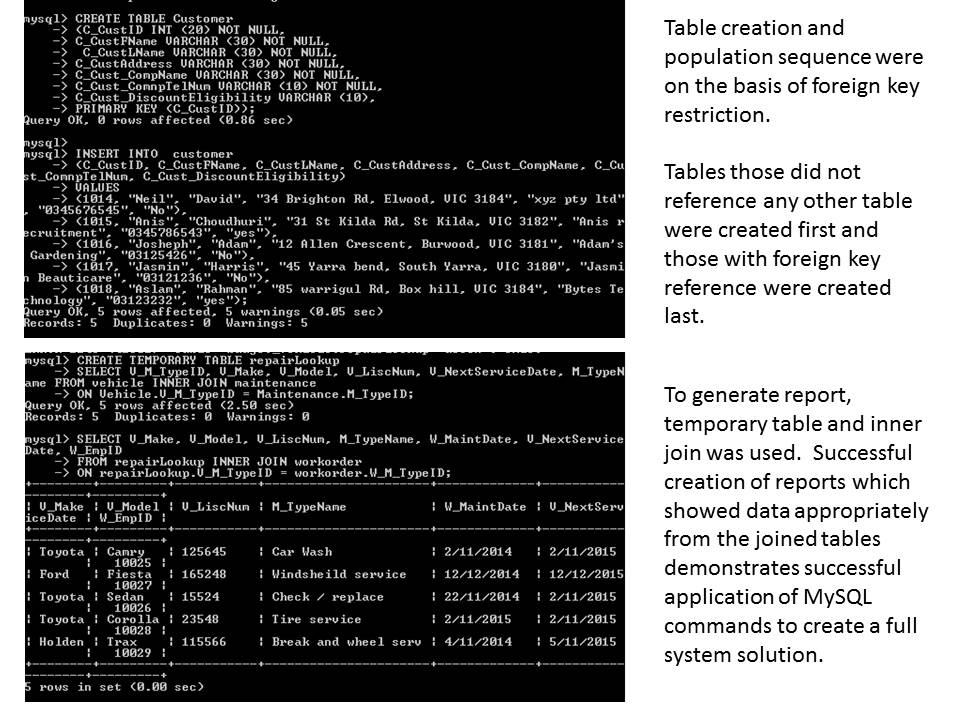 mysql> CREATE TABLE Customer
-> (C_CustID INT (20) NOT NULL,
-> C_CustFName VARCHAR (30) NOT NULL,
->  C_CustLName VARCHAR (30) NOT NULL,
-> C_CustAddress VARCHAR (30) NOT NULL,
-> C_Cust_CompName VARCHAR (30) NOT NULL,
-> C_Cust_ComnpTelNum VARCHAR (10) NOT NULL,
-> C_Cust_DiscountEligibility VARCHAR (10),
-> PRIMARY KEY (C_CustID));
Query OK, 0 rows affected (0.86 sec)
mysql>
mysql> INSERT INTO  customer
-> (C_CustID, C_CustFName, C_CustLName, C_CustAddress, C_Cust_CompName, C_Cu
st_ComnpTelNum, C_Cust_DiscountEligibility)
-> VALUES
-> (1014, "Neil", "David", "34 Brighton Rd, Elwood, VIC 3184", "xyz pty ltd"
, "0345676545", "No"),
-> (1015, "Anis", "Choudhuri", "31 St Kilda Rd, St Kilda, VIC 3182", "Anis r
ecruitment", "0345786543", "yes"),
-> (1016, "Josheph", "Adam", "12 Allen Crescent, Burwood, VIC 3181", "Adam's
Gardening", "03125426", "No"),
-> (1017, "Jasmin", "Harris", "45 Yarra bend, South Yarra, VIC 3180", "Jasmi
n Beauticare", "03121236", "No"),
-> (1018, "Aslam", "Rahman", "85 warrigul Rd, Box hill, VIC 3184", "Bytes Te
chnology", "03123232", "yes");
Query OK, 5 rows affected, 5 warnings (0.05 sec)
Records: 5  Duplicates: 0  Warnings: 5
Table creation and
population sequence were
on the basis of foreign key
restriction.
Tables those did not
reference any other table
were created first and
those with foreign key
reference were created
last.
mysql> CREATE TEMPORARY TABLE repairLookup
-> SELECT V_M_TypeID, V_Make, V_Model, V_LiscNum, V_NextServiceDate, M_TypeN
ame FROM vehicle INNER JOIN maintenance
-> ON Vehicle.V_M_TypeID = Maintenance.M_TypeID;
Query OK, 5 rows affected (2.50 sec)
Records: 5  Duplicates: 0  Warnings: 0
mysql> SELECT V_Make, V_Model, V_LiscNum, M_TypeName, W_MaintDate, V_NextService
Date, W_EmpID
-> FROM repairLookup INNER JOIN workorder
-> ON repairLookup.V_M_TypeID = workorder.W_M_TypeID;
| V_Make | V_Model | V_LiscNum | M_TypeName | W_MaintDate | V_NextServ
iceDate | W_EmpID |
| Toyota | Camry | 125645 | Car Wash | 2/11/2014 | 2/11/2015
| 10025 |
| Ford | Fiesta | 165248 | Windsheild service | 12/12/2014 | 12/12/2015
| 10027 |
| Toyota | Sedan | 15524 | Check / replace | 22/11/2014 | 2/11/2015
| 10026 |
| Toyota | Corolla | 23548 | Tire service | 2/11/2015 | 2/11/2015
| 10028 |
| Holden | Trax | 115566 | Break and wheel serv | 4/11/2014 | 5/11/2015
| 10029 |
5 rows in set (0.00 sec)
To generate report,
temporary table and inner
join was used.  Successful
creation of reports which
showed data appropriately
from the joined tables
demonstrates successful
application of MySQL
commands to create a full
system solution.